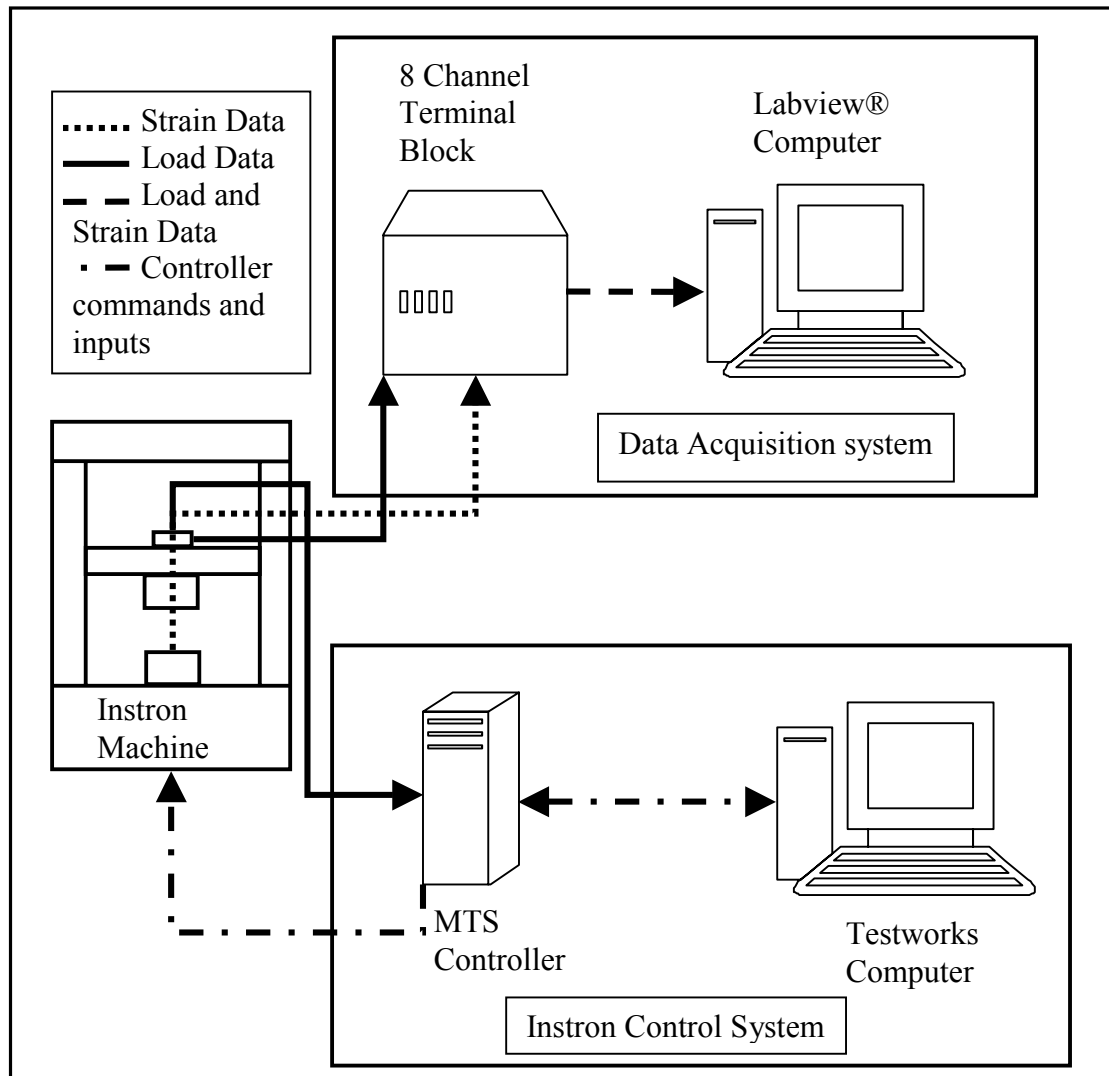 8 Channel
Terminal
Block
Labview®
Computer
Strain Data
Load Data
Load and
Strain Data
Controller
commands and
inputs
Data Acquisition system
Instron
Machine
MTS
Controller
Testworks
Computer
Instron Control System